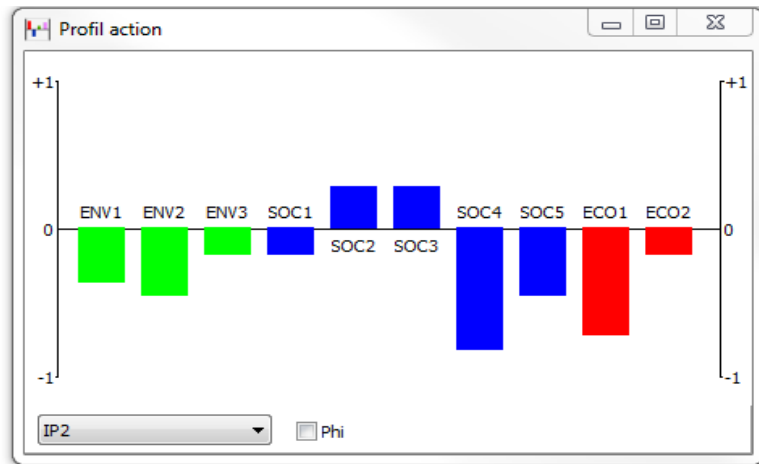 Profil action
+1 +1
ENV1 ENV2 ENV3 SOC1 SOC4 SOC5 ECO1 ECO2
0 0
SOC2 SOC3
-1 -1
IP2 Phi